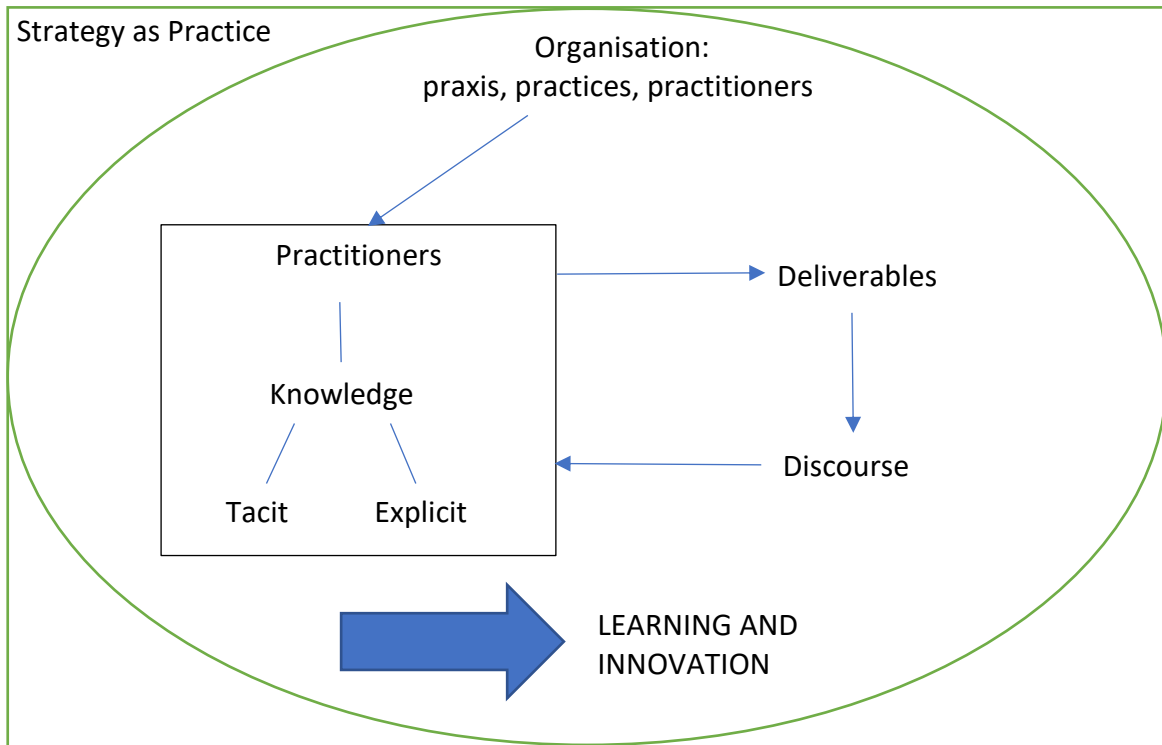 Strategy as Practice
Organisation:
praxis, practices, practitioners
Practitioners
Deliverables
Knowledge
Discourse
Tacit
Explicit
LEARNING AND
INNOVATION